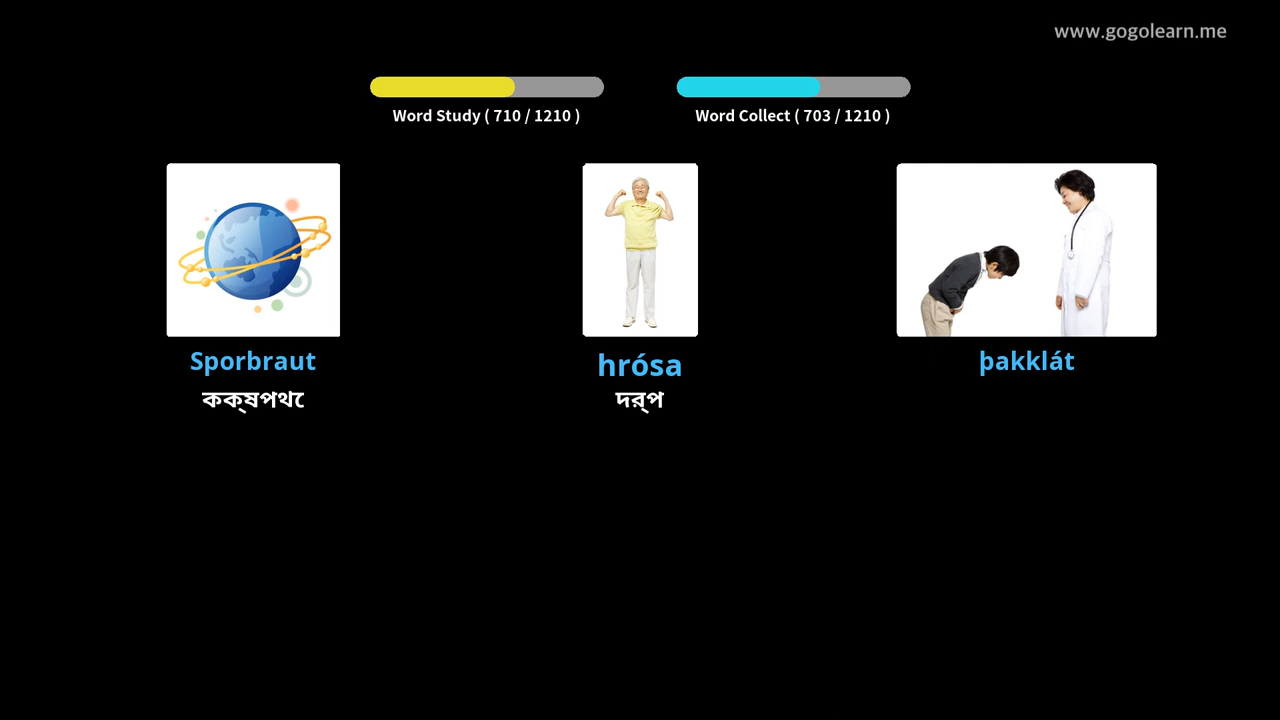 www.gogolearn.me
Word Study ( 710 / 1210 )
Word Collect ( 703 / 1210 )
Sporbraut
hrósa
þakklát
কক্ষপথে
দর্প